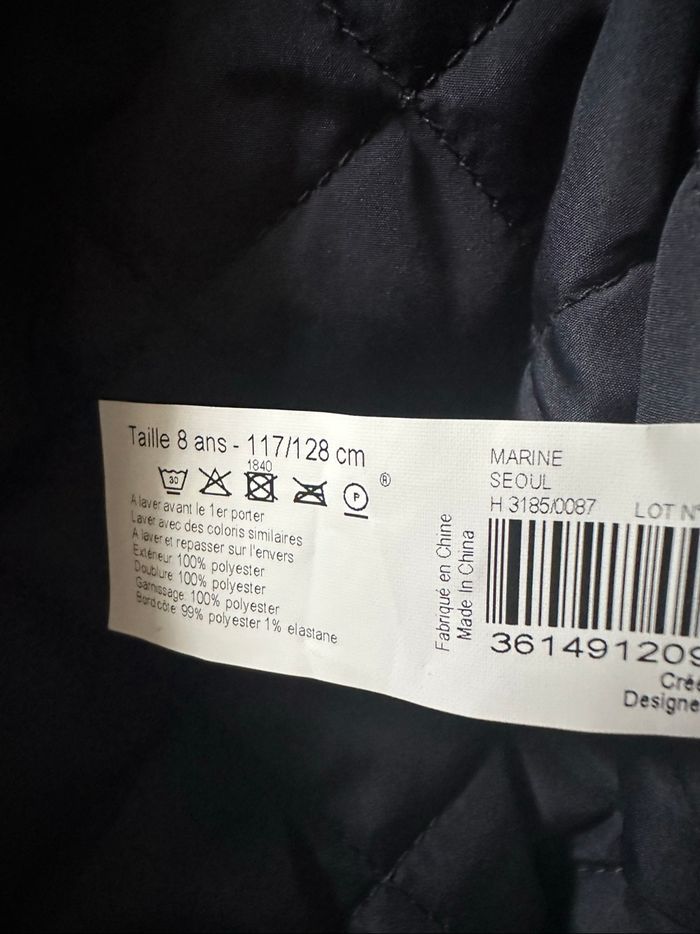 Taille 8 ans - 117/128 cm
1840
30
P
®
A laver avant le 1er porter
Laver avec des coloris similaires
A laver et repasser sur l'envers
Extérieur 100% polyester
Doublure 100% polyester
Garnissage 100% polyester
Bord côte 99% polyester 1% elastane
Fabriqué en Chine
Made In China
MARINE
SEOUL
H 3185/0087 LOT N°
361491209
Créé
Designe